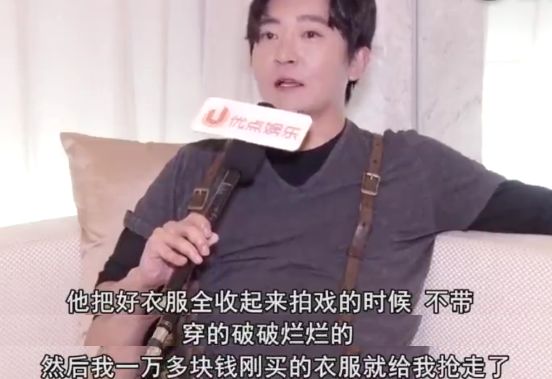 优点娱乐
他把好衣服全收起来拍戏的时候 不带
穿的破破烂烂的
然后我一万多块钱刚买的衣服就给我抢走了